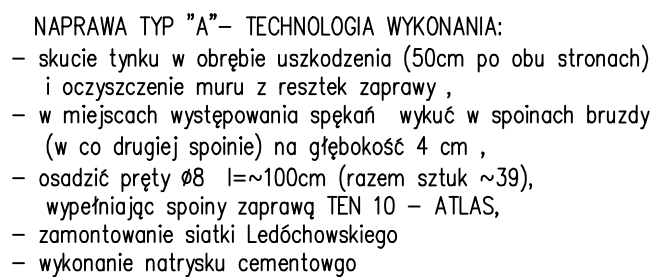 NAPRAWA TYP "A"– TECHNOLOGIA WYKONANIA:
– skucie tynku w obrębie uszkodzenia (50cm po obu stronach)
i oczyszczenie muru z resztek zaprawy ,
– w miejscach występowania spękań wykuć w spoinach bruzdy
(w co drugiej spoinie) na głębokość 4 cm ,
– osadzić pręty ø8 l=~100cm (razem sztuk ~39),
wypełniając spoiny zaprawą TEN 10 – ATLAS,
– zamontowanie siatki Ledóchowskiego
– wykonanie natrysku cementowgo